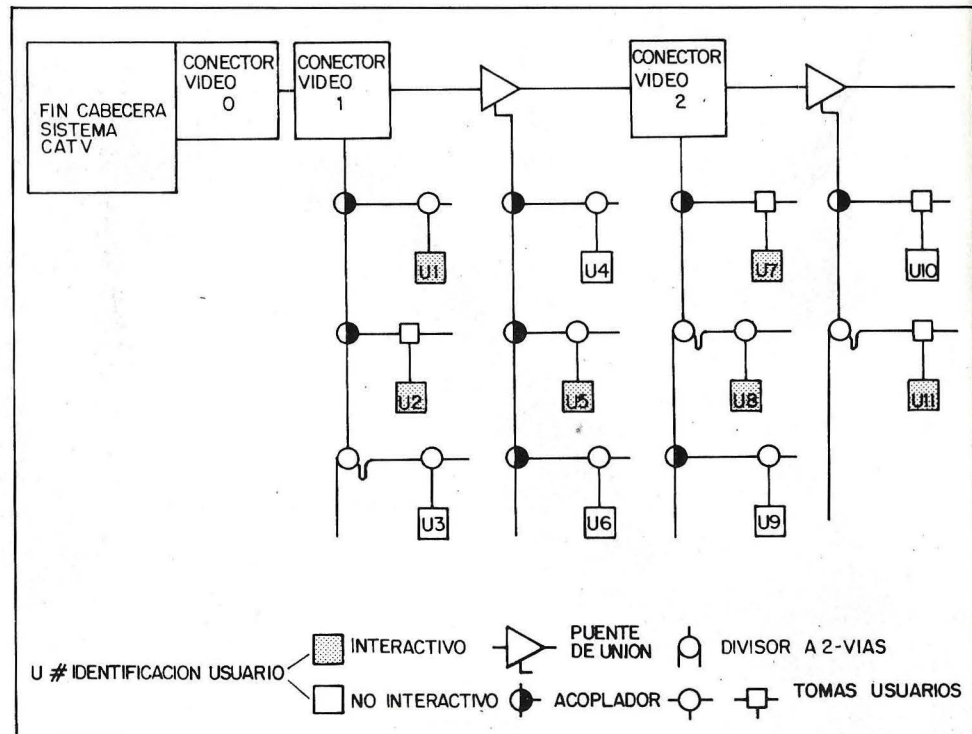 FIN CABECERA
SISTEMA
CATV
CONECTOR
VIDEO
0
CONECTOR
VIDEO
1
CONECTOR
VIDEO
2
U1
U4
U7
U10
U2
U5
U8
U11
U3
U6
U9
U # IDENTIFICACION USUARIO
INTERACTIVO
NO INTERACTIVO
PUENTE
DE UNION
ACOPLADOR
DIVISOR A 2-VIAS
TOMAS USUARIOS